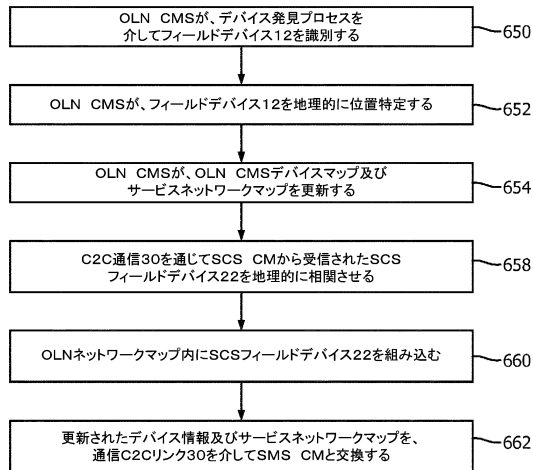 OLN CMSが、デバイス発見プロセスを
介してフィールドデバイス12を識別する
650
OLN CMSが、フィールドデバイス12を地理的に位置特定する
652
OLN CMSが、OLN CMSデバイスマップ及び
サービスネットワークマップを更新する
654
C2C通信30を通じてSCS CMから受信されたSCS
フィールドデバイス22を地理的に相関させる
658
OLNネットワークマップ内にSCSフィールドデバイス22を組み込む
660
更新されたデバイス情報及びサービスネットワークマップを、
通信C2Cリンク30を介してSMS CMと交換する
662